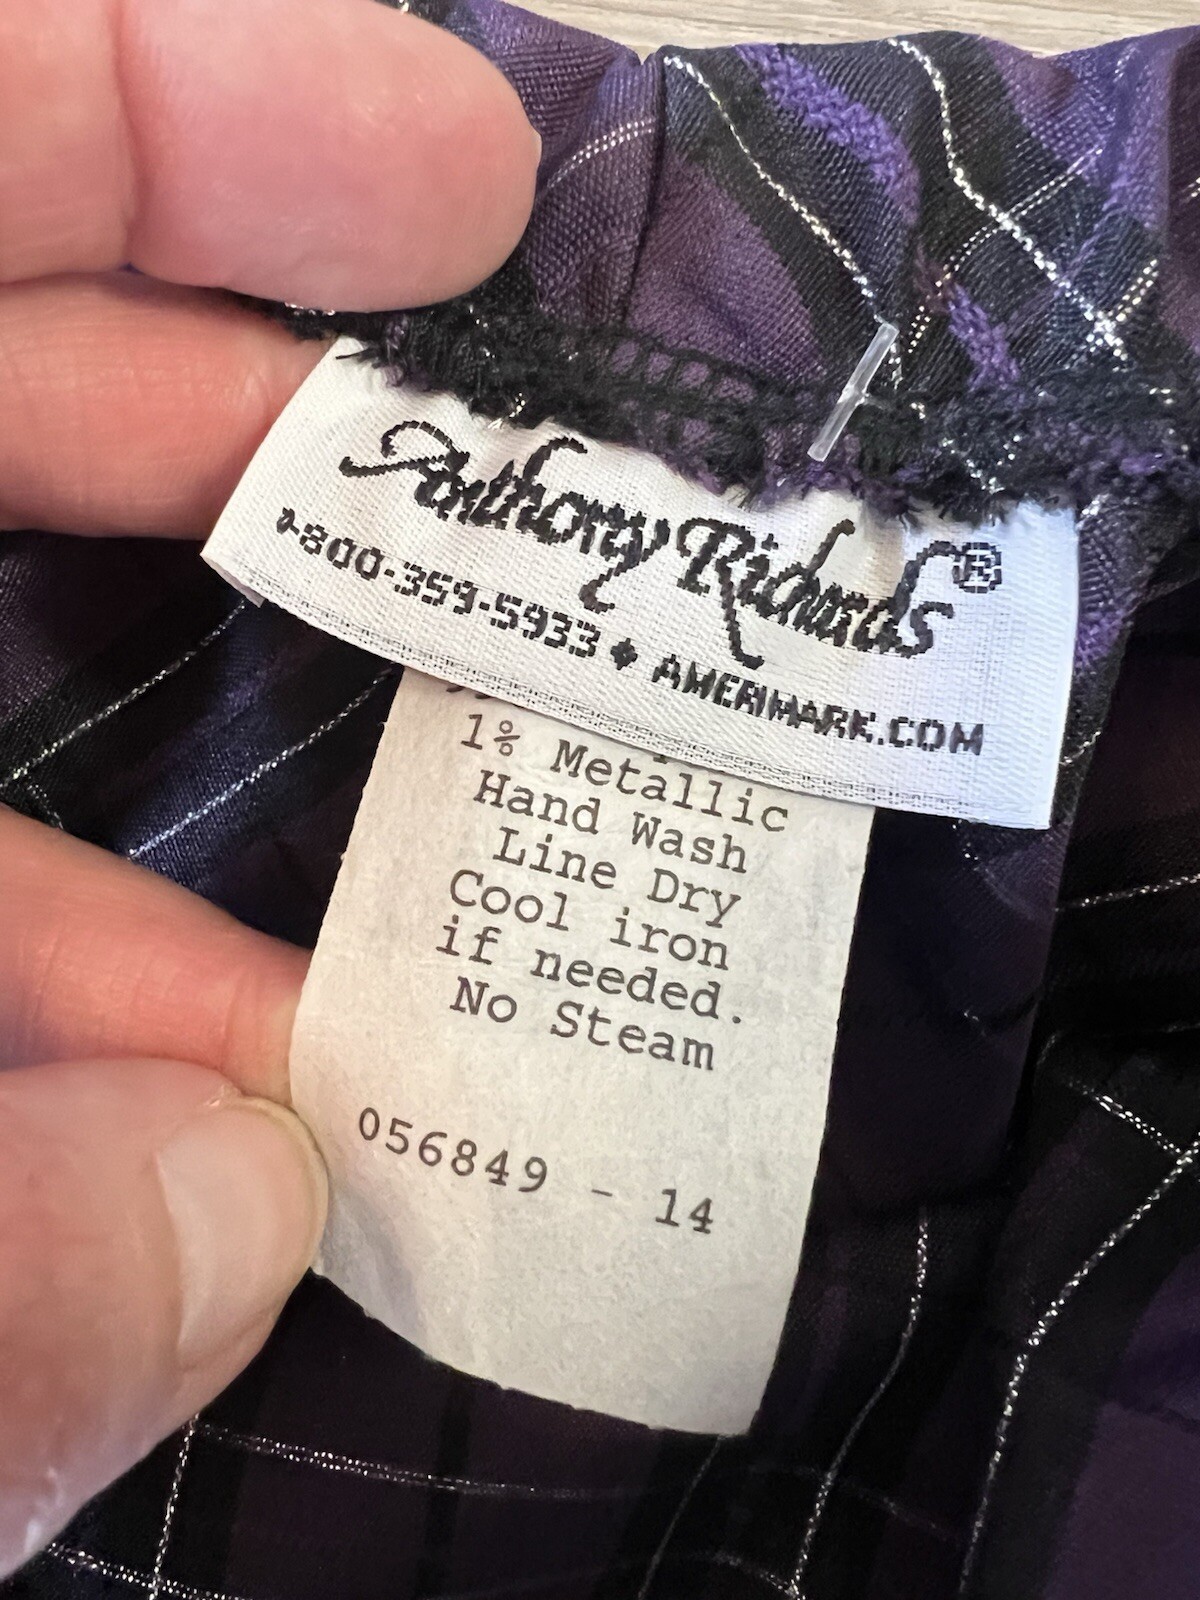 Anthony Richards®
1-800-359-5933 ♦ AMERIMARK.COM
1% Metallic
Hand Wash
Line Dry
Cool iron
if needed.
No Steam
056849 - 14